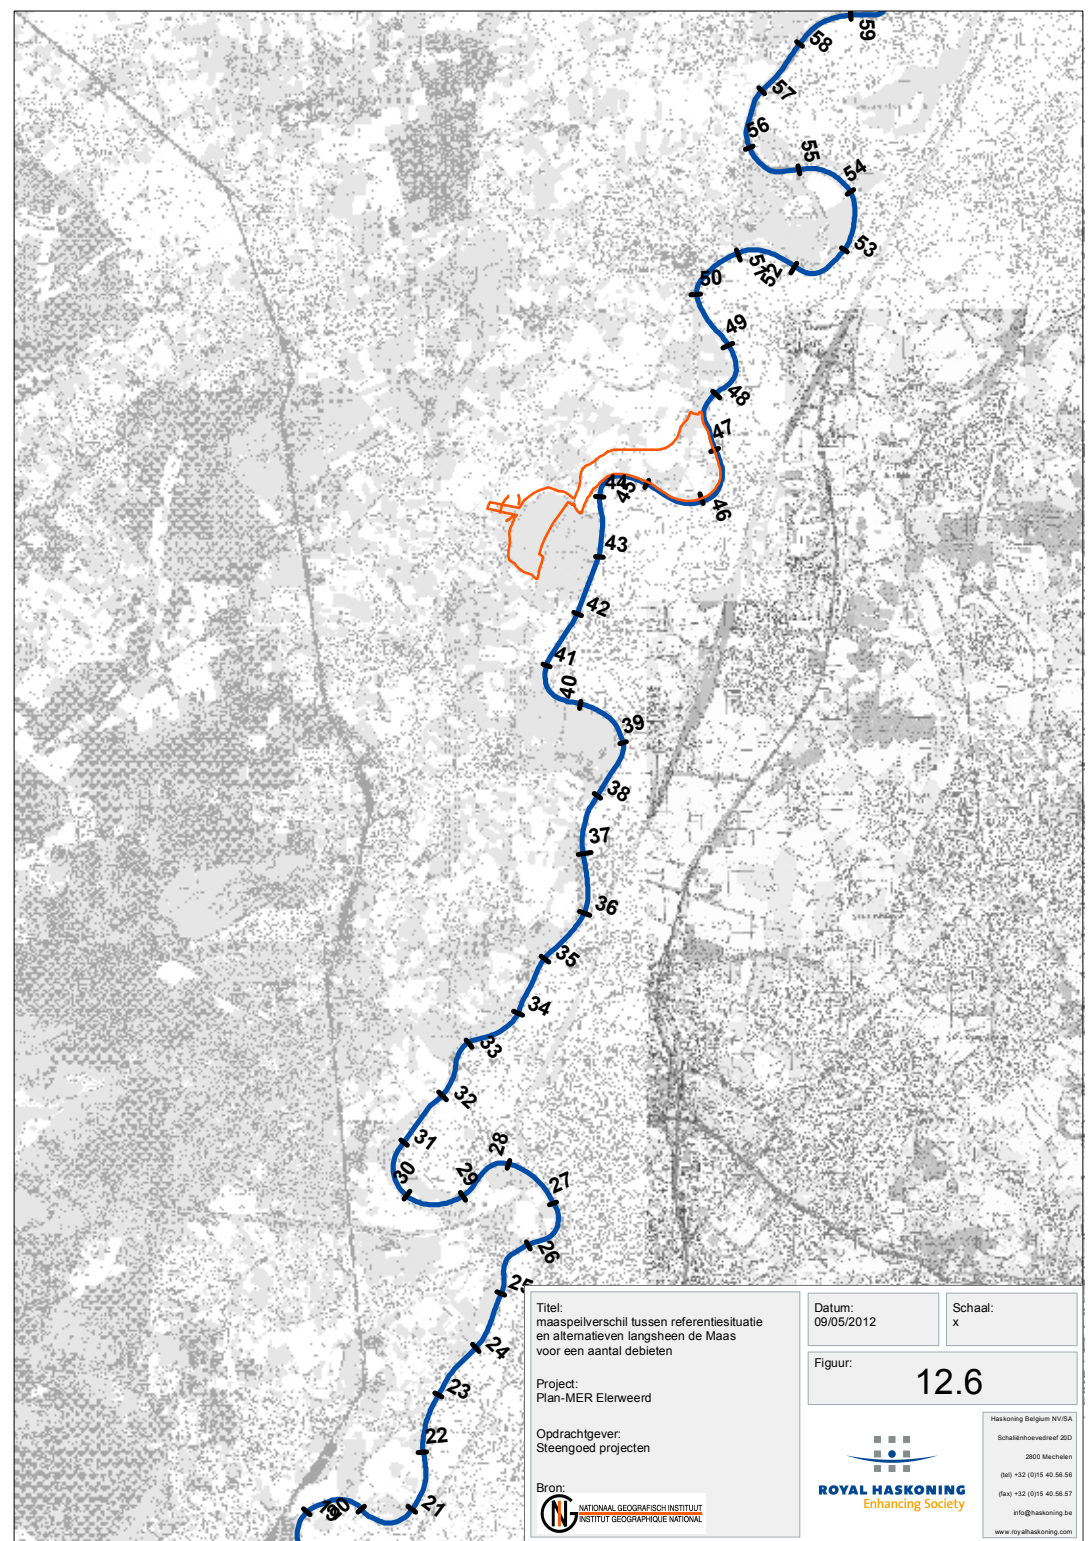 59
58
57
56
55
54
53
52
51
50
49
48
47
46
45
44
43
42
41
40
39
38
37
36
35
34
33
32
31
30
29
28
27
26
25
24
23
22
21
20
19
Titel:
maaspeilverschil tussen referentiesituatie
en alternatieven langsheen de Maas
voor een aantal debieten
Project:
Plan-MER Elerweerd
Opdrachtgever:
Steengoed projecten
Bron:
NATIONAAL GEOGRAFISCH INSTITUUT
INSTITUT GEOGRAPHIQUE NATIONAL
Datum:
09/05/2012
Schaal:
x
Figuur:
12.6
ROYAL HASKONING
Enhancing Society
Haskoning Belgium NV/SA
Schaliënhoevedreef 20D
2800 Mechelen
(tel) +32 (0)15 40.56.56
(fax) +32 (0)15 40.56.57
info@haskoning.be
www.royalhaskoning.com